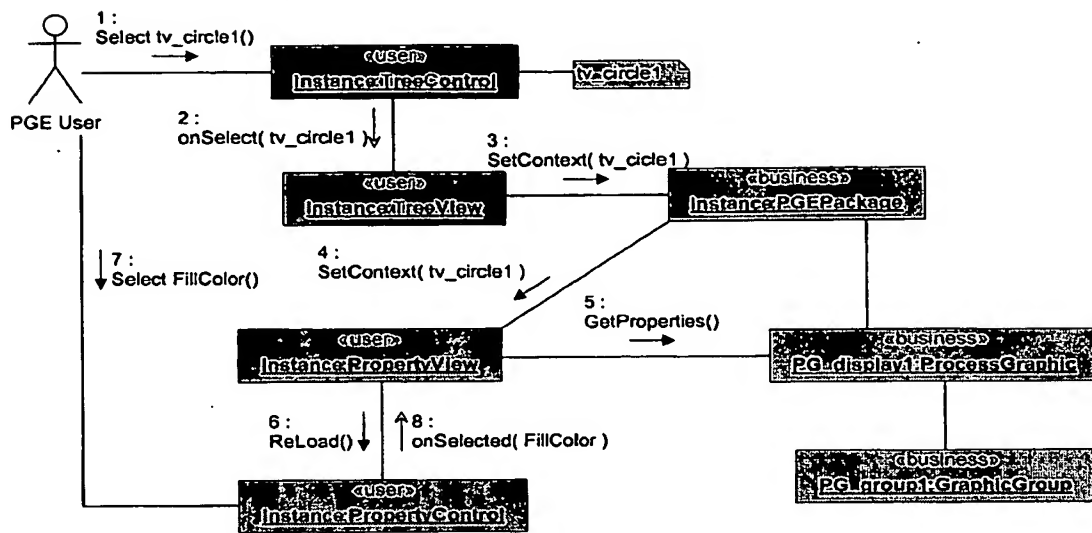 1 :
Select tv_circle1()
«user»
Instance:TreeControl
tv_circle1
PGE User
2 :
onSelect( tv_circle1 )
3 :
SetContext( tv_cicle1 )
«user»
Instance:TreeView
«business»
Instance:PGEPackage
4 :
SetContext( tv_circle1 )
7 :
Select FillColor()
5 :
GetProperties()
«user»
Instance:PropertyView
«business»
PG_display1:ProcessGraphic
6 :
ReLoad()
8 :
onSelected( FillColor )
«business»
PG_group1:GraphicGroup
«user»
Instance:PropertyControl